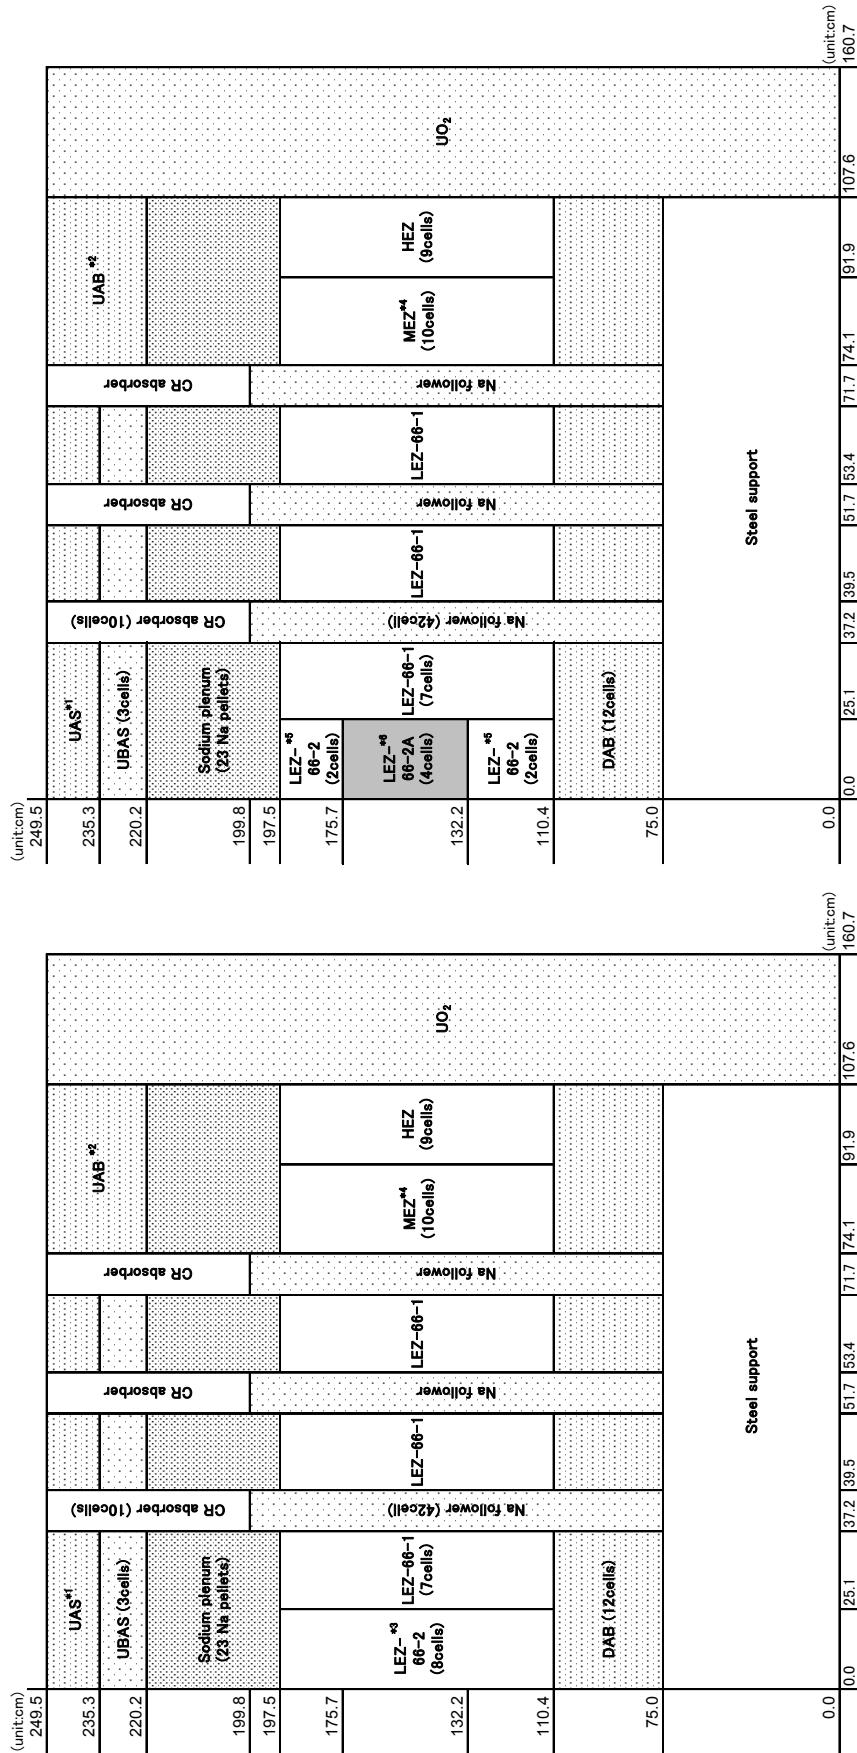 (unit:cm)
249.5
235.3
220.2
199.8
197.5
175.7
132.2
110.4
75.0
0.0
UAS*1
UBAS (3cells)
Sodium plenum
(23 Na pellets)
LEZ-*3
66-2
(8cells)
LEZ-66-1
(7cells)
DAB (12cells)
CR absorber (10cells)
Na follower (42cell)
LEZ-66-1
CR absorber
Na follower
LEZ-66-1
CR absorber
Na follower
UAB *2
MEZ*4
(10cells)
HEZ
(9cells)
UO2
Steel support
0.0
25.1
37.2
39.5
51.7
53.4
71.7
74.1
91.9
107.6
160.7
(unit:cm)
(unit:cm)
249.5
235.3
220.2
199.8
197.5
175.7
132.2
110.4
75.0
0.0
UAS*1
UBAS (3cells)
Sodium plenum
(23 Na pellets)
LEZ-*5
66-2
(2cells)
LEZ-*6
66-2A
(4cells)
LEZ-*5
66-2
(2cells)
LEZ-66-1
(7cells)
DAB (12cells)
CR absorber (10cells)
Na follower (42cell)
LEZ-66-1
CR absorber
Na follower
LEZ-66-1
CR absorber
Na follower
UAB *2
MEZ*4
(10cells)
HEZ
(9cells)
UO2
Steel support
0.0
25.1
37.2
39.5
51.7
53.4
71.7
74.1
91.9
107.6
160.7
(unit:cm)